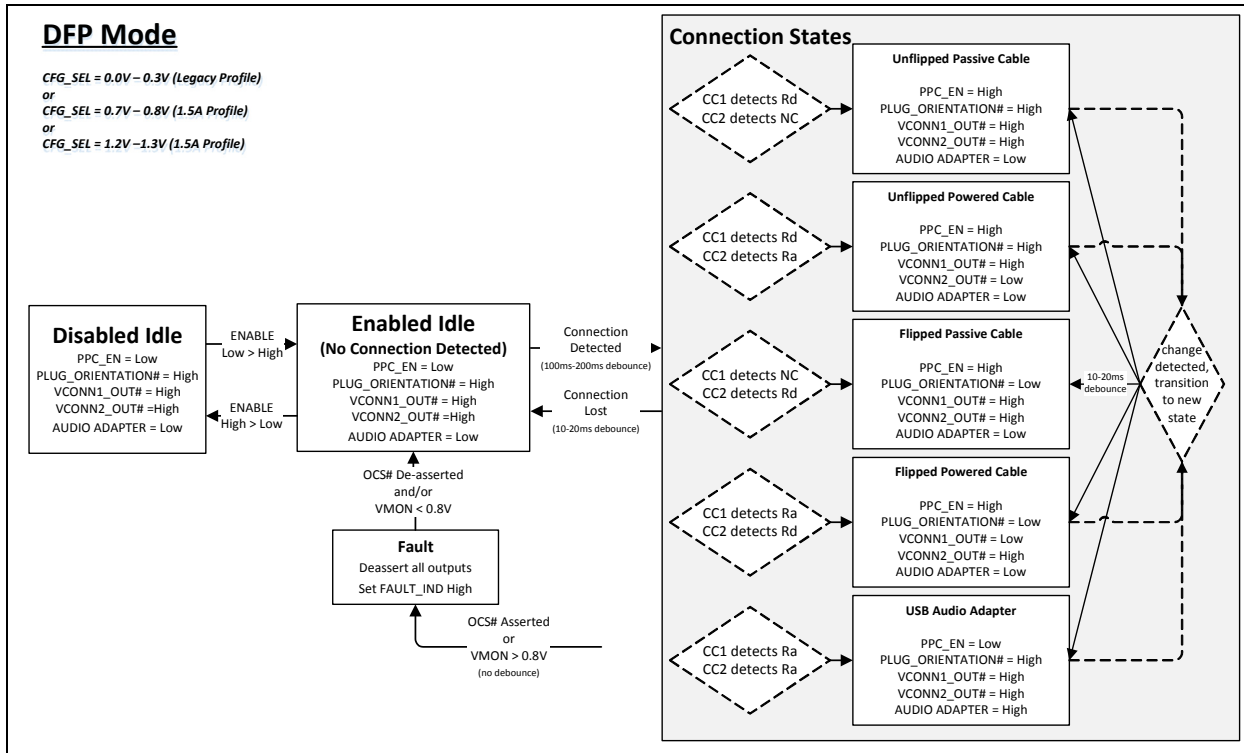 DFP Mode
CFG_SEL = 0.0V – 0.3V (Legacy Profile)
or
CFG_SEL = 0.7V – 0.8V (1.5A Profile)
or
CFG_SEL = 1.2V –1.3V (1.5A Profile)
Disabled Idle
PPC_EN = Low
PLUG_ORIENTATION# = High
VCONN1_OUT# = High
VCONN2_OUT# =High
AUDIO ADAPTER = Low
ENABLE
Low > High
ENABLE
High > Low
Enabled Idle
(No Connection Detected)
PPC_EN = Low
PLUG_ORIENTATION# = High
VCONN1_OUT# = High
VCONN2_OUT# =High
AUDIO ADAPTER = Low
Connection
Detected
(100ms-200ms debounce)
Connection
Lost
(10-20ms debounce)
OCS# De-asserted
and/or
VMON < 0.8V
Fault
Deassert all outputs
Set FAULT_IND High
OCS# Asserted
or
VMON > 0.8V
(no debounce)
Connection States
CC1 detects Rd
CC2 detects NC
Unflipped Passive Cable
PPC_EN = High
PLUG_ORIENTATION# = High
VCONN1_OUT# = High
VCONN2_OUT# = High
AUDIO ADAPTER = Low
CC1 detects Rd
CC2 detects Ra
Unflipped Powered Cable
PPC_EN = High
PLUG_ORIENTATION# = High
VCONN1_OUT# = High
VCONN2_OUT# = Low
AUDIO ADAPTER = Low
CC1 detects NC
CC2 detects Rd
Flipped Passive Cable
PPC_EN = High
PLUG_ORIENTATION# = Low
VCONN1_OUT# = High
VCONN2_OUT# = High
AUDIO ADAPTER = Low
10-20ms
debounce
change
detected,
transition
to new
state
CC1 detects Ra
CC2 detects Rd
Flipped Powered Cable
PPC_EN = High
PLUG_ORIENTATION# = Low
VCONN1_OUT# = Low
VCONN2_OUT# = High
AUDIO ADAPTER = Low
CC1 detects Ra
CC2 detects Ra
USB Audio Adapter
PPC_EN = Low
PLUG_ORIENTATION# = High
VCONN1_OUT# = High
VCONN2_OUT# = High
AUDIO ADAPTER = High